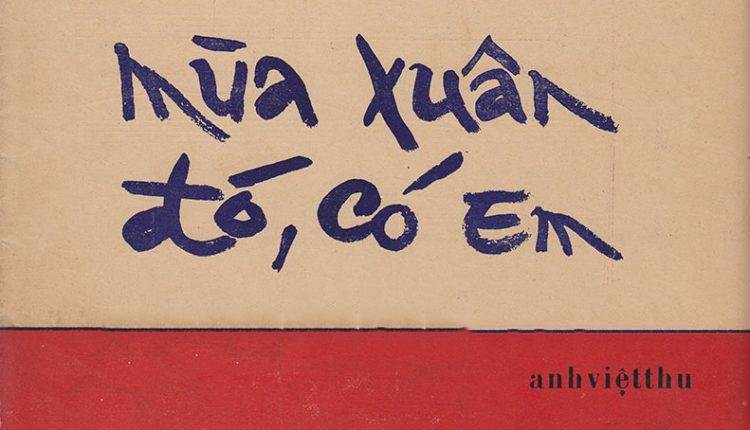 mùa xuân
đó, có Em
anhviệtthu